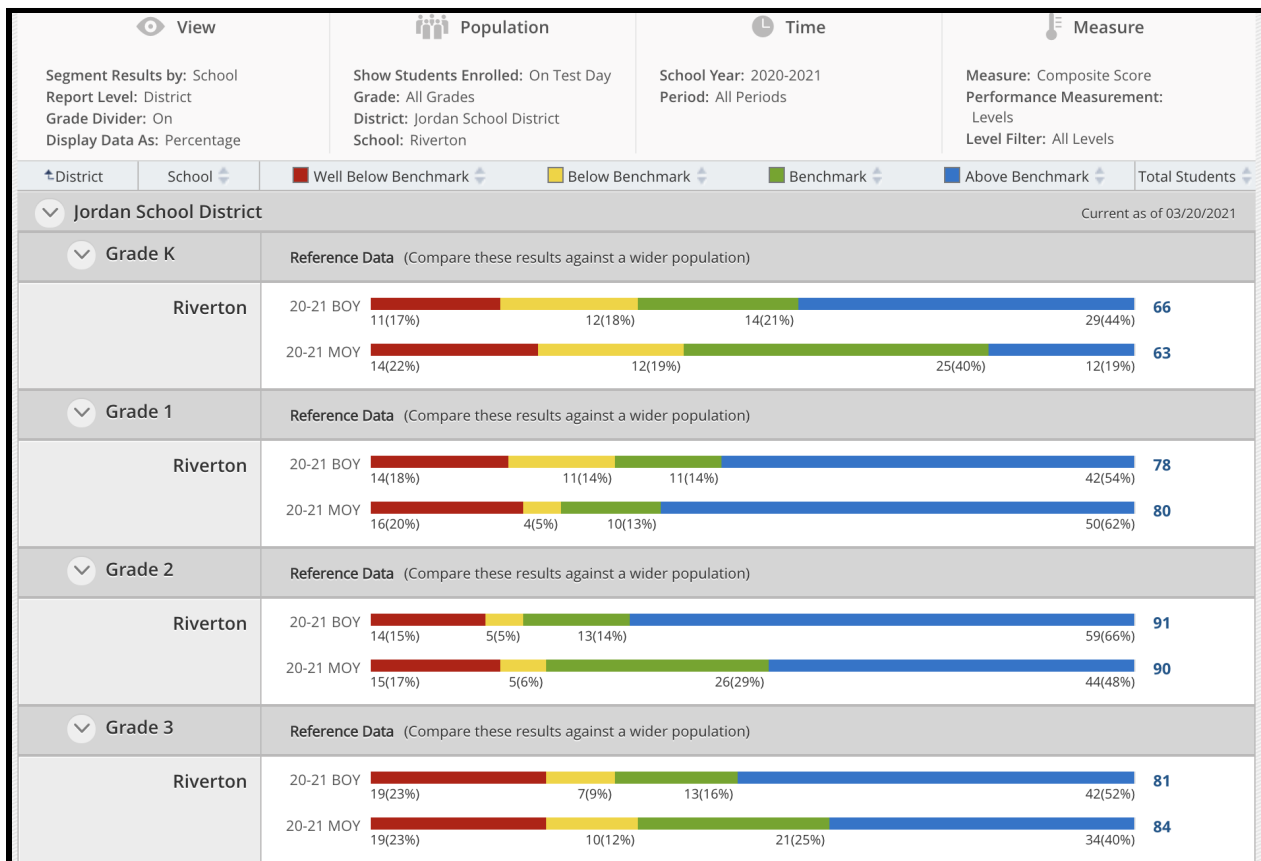 View Population Time Measure
Segment Results by: School Show Students Enrolled: On Test Day School Year: 2020-2021 Measure: Composite Score
Report Level: District Grade: All Grades Period: All Periods Performance Measurement:
Grade Divider: On District: Jordan School District Levels
Display Data As: Percentage School: Riverton Level Filter: All Levels
District School Well Below Benchmark Below Benchmark Benchmark Above Benchmark Total Students
Jordan School District Current as of 03/20/2021
Grade K Reference Data (Compare these results against a wider population)
Riverton 20-21 BOY 66
11(17%) 12(18%) 14(21%) 29(44%)
20-21 MOY 63
14(22%) 12(19%) 25(40%) 12(19%)
Grade 1 Reference Data (Compare these results against a wider population)
Riverton 20-21 BOY 78
14(18%) 11(14%) 11(14%) 42(54%)
20-21 MOY 80
16(20%) 4(5%) 10(13%) 50(62%)
Grade 2 Reference Data (Compare these results against a wider population)
Riverton 20-21 BOY 91
14(15%) 5(5%) 13(14%) 59(66%)
20-21 MOY 90
15(17%) 5(6%) 26(29%) 44(48%)
Grade 3 Reference Data (Compare these results against a wider population)
Riverton 20-21 BOY 81
19(23%) 7(9%) 13(16%) 42(52%)
20-21 MOY 84
19(23%) 10(12%) 21(25%) 34(40%)